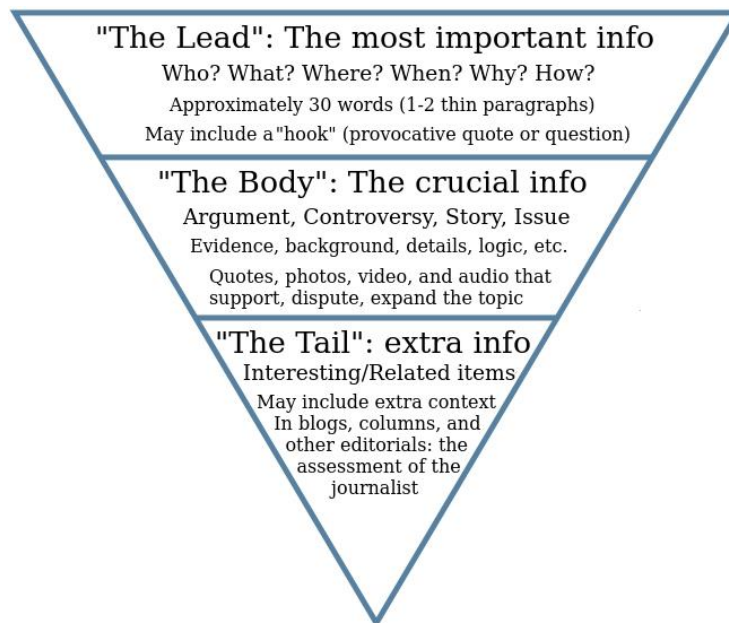 "The Lead": The most important info
Who? What? Where? When? Why? How?
Approximately 30 words (1-2 thin paragraphs)
May include a "hook" (provocative quote or question)
"The Body": The crucial info
Argument, Controversy, Story, Issue
Evidence, background, details, logic, etc.
Quotes, photos, video, and audio that
support, dispute, expand the topic
"The Tail": extra info
Interesting/Related items
May include extra context
In blogs, columns, and
other editorials: the
assessment of the
journalist